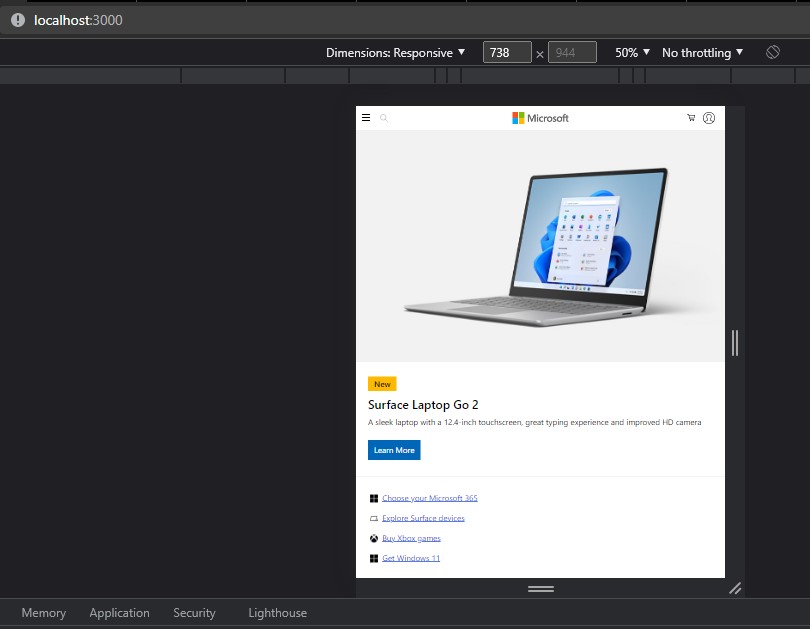 localhost:3000
Dimensions: Responsive 738 × 944 50% No throttling
Microsoft
New
Surface Laptop Go 2
A sleek laptop with a 12.4-inch touchscreen, great typing experience and improved HD camera
Learn More
Choose your Microsoft 365
Explore Surface devices
Buy Xbox games
Get Windows 11
Memory Application Security Lighthouse